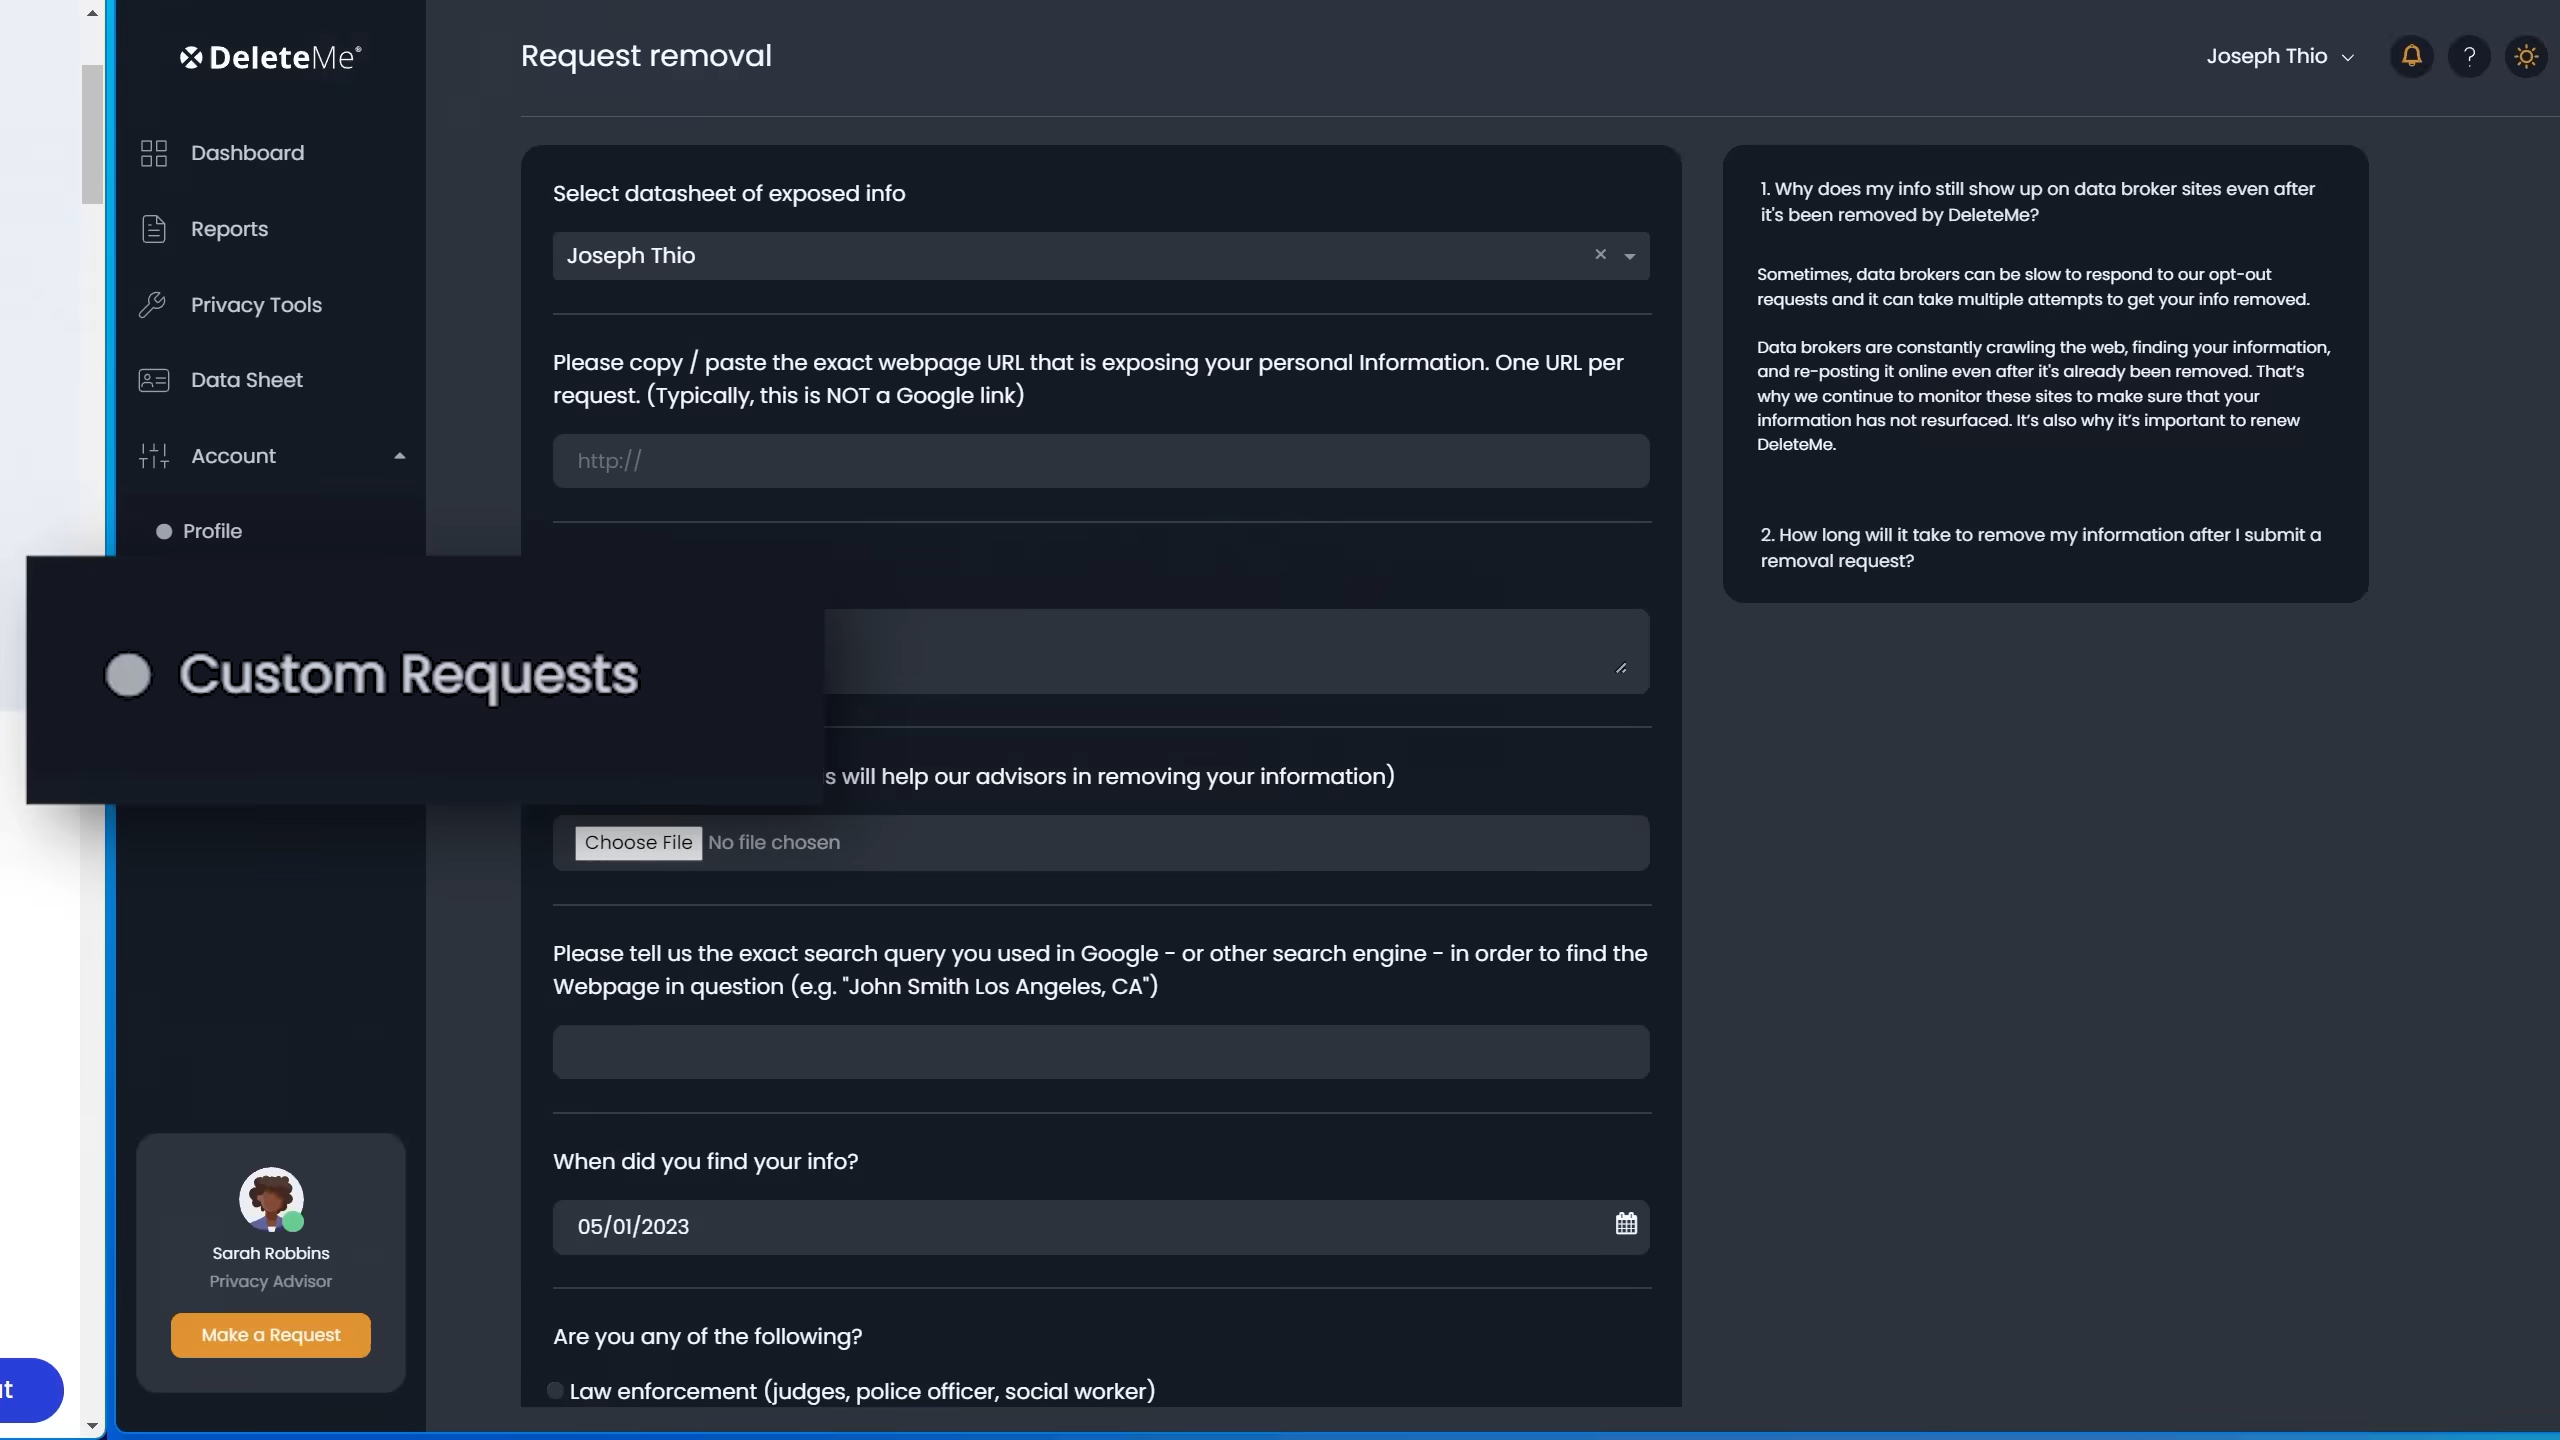 DeleteMe®
Dashboard
Reports
Privacy Tools
Data Sheet
Account
Profile
Custom Requests
Sarah Robbins
Privacy Advisor
Make a Request
Request removal
Joseph Thio
?
Select datasheet of exposed info
Joseph Thio
Please copy / paste the exact webpage URL that is exposing your personal Information. One URL per
request. (Typically, this is NOT a Google link)
http://
will help our advisors in removing your information)
Choose File No file chosen
Please tell us the exact search query you used in Google - or other search engine - in order to find the
Webpage in question (e.g. "John Smith Los Angeles, CA")
When did you find your info?
05/01/2023
Are you any of the following?
Law enforcement (judges, police officer, social worker)
1. Why does my info still show up on data broker sites even after
it's been removed by DeleteMe?
Sometimes, data brokers can be slow to respond to our opt-out
requests and it can take multiple attempts to get your info removed.
Data brokers are constantly crawling the web, finding your information,
and re-posting it online even after it's already been removed. That’s
why we continue to monitor these sites to make sure that your
information has not resurfaced. It’s also why it’s important to renew
DeleteMe.
2. How long will it take to remove my information after I submit a
removal request?